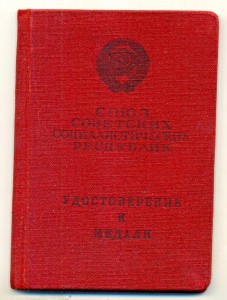 СОЮЗ
СОВЕТСКИХ
СОЦИАЛИСТИЧЕСКИХ
РЕСПУБЛИК
УДОСТОВЕРЕНИЕ
К
МЕДАЛИ